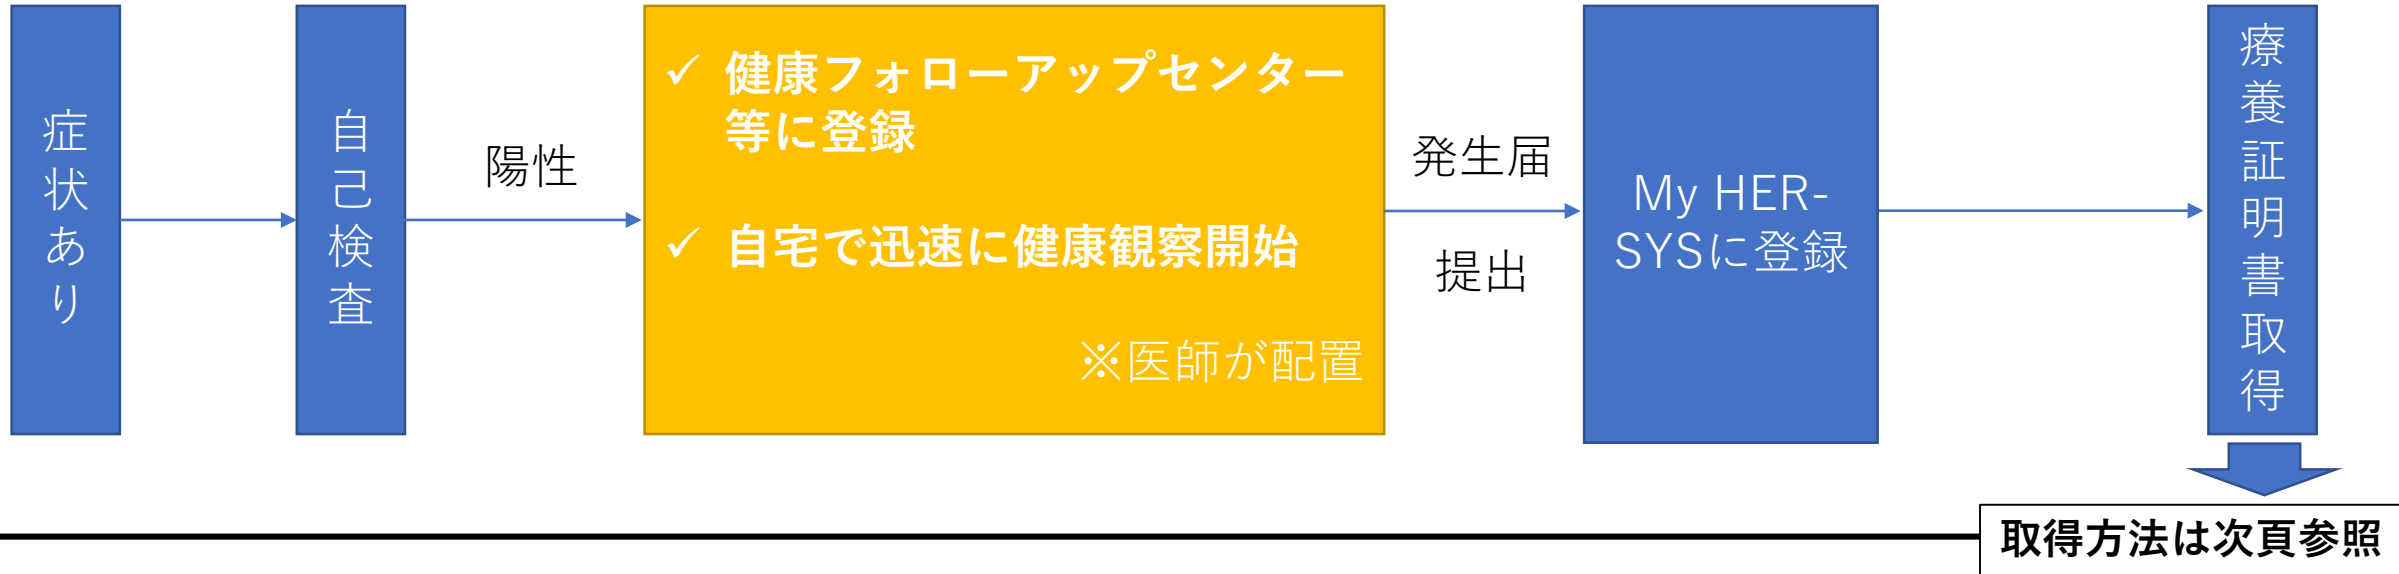 症状あり
自己検査
陽性
✓ 健康フォローアップセンター
等に登録
✓ 自宅で迅速に健康観察開始
※医師が配置
発生届
提出
My HER-
SYSに登録
療養証明書取得
取得方法は次頁参照